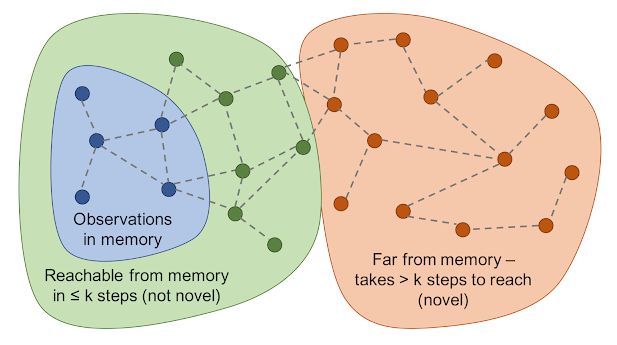 Observations
in memory
Reachable from memory
in ≤ k steps (not novel)
Far from memory –
takes > k steps to reach
(novel)